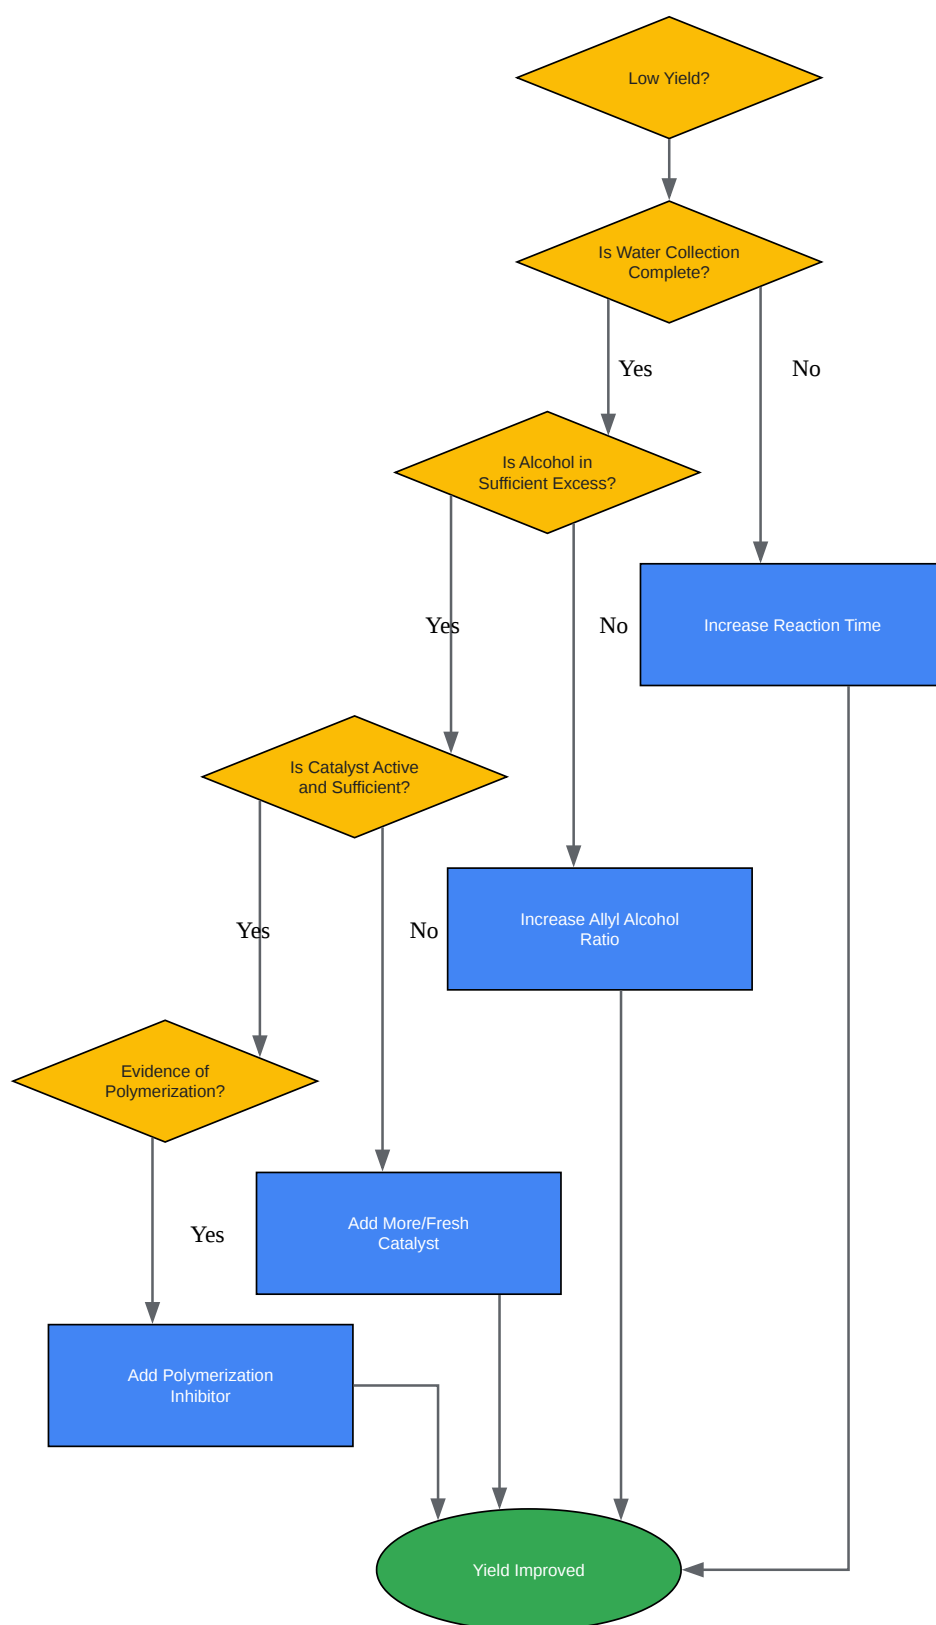 Low Yield?
Is Water Collection
Complete?
Yes
No
Is Alcohol in
Sufficient Excess?
Yes
No
Increase Reaction Time
Is Catalyst Active
and Sufficient?
Yes
No
Increase Allyl Alcohol
Ratio
Evidence of
Polymerization?
Yes
Add More/Fresh
Catalyst
Add Polymerization
Inhibitor
Yield Improved